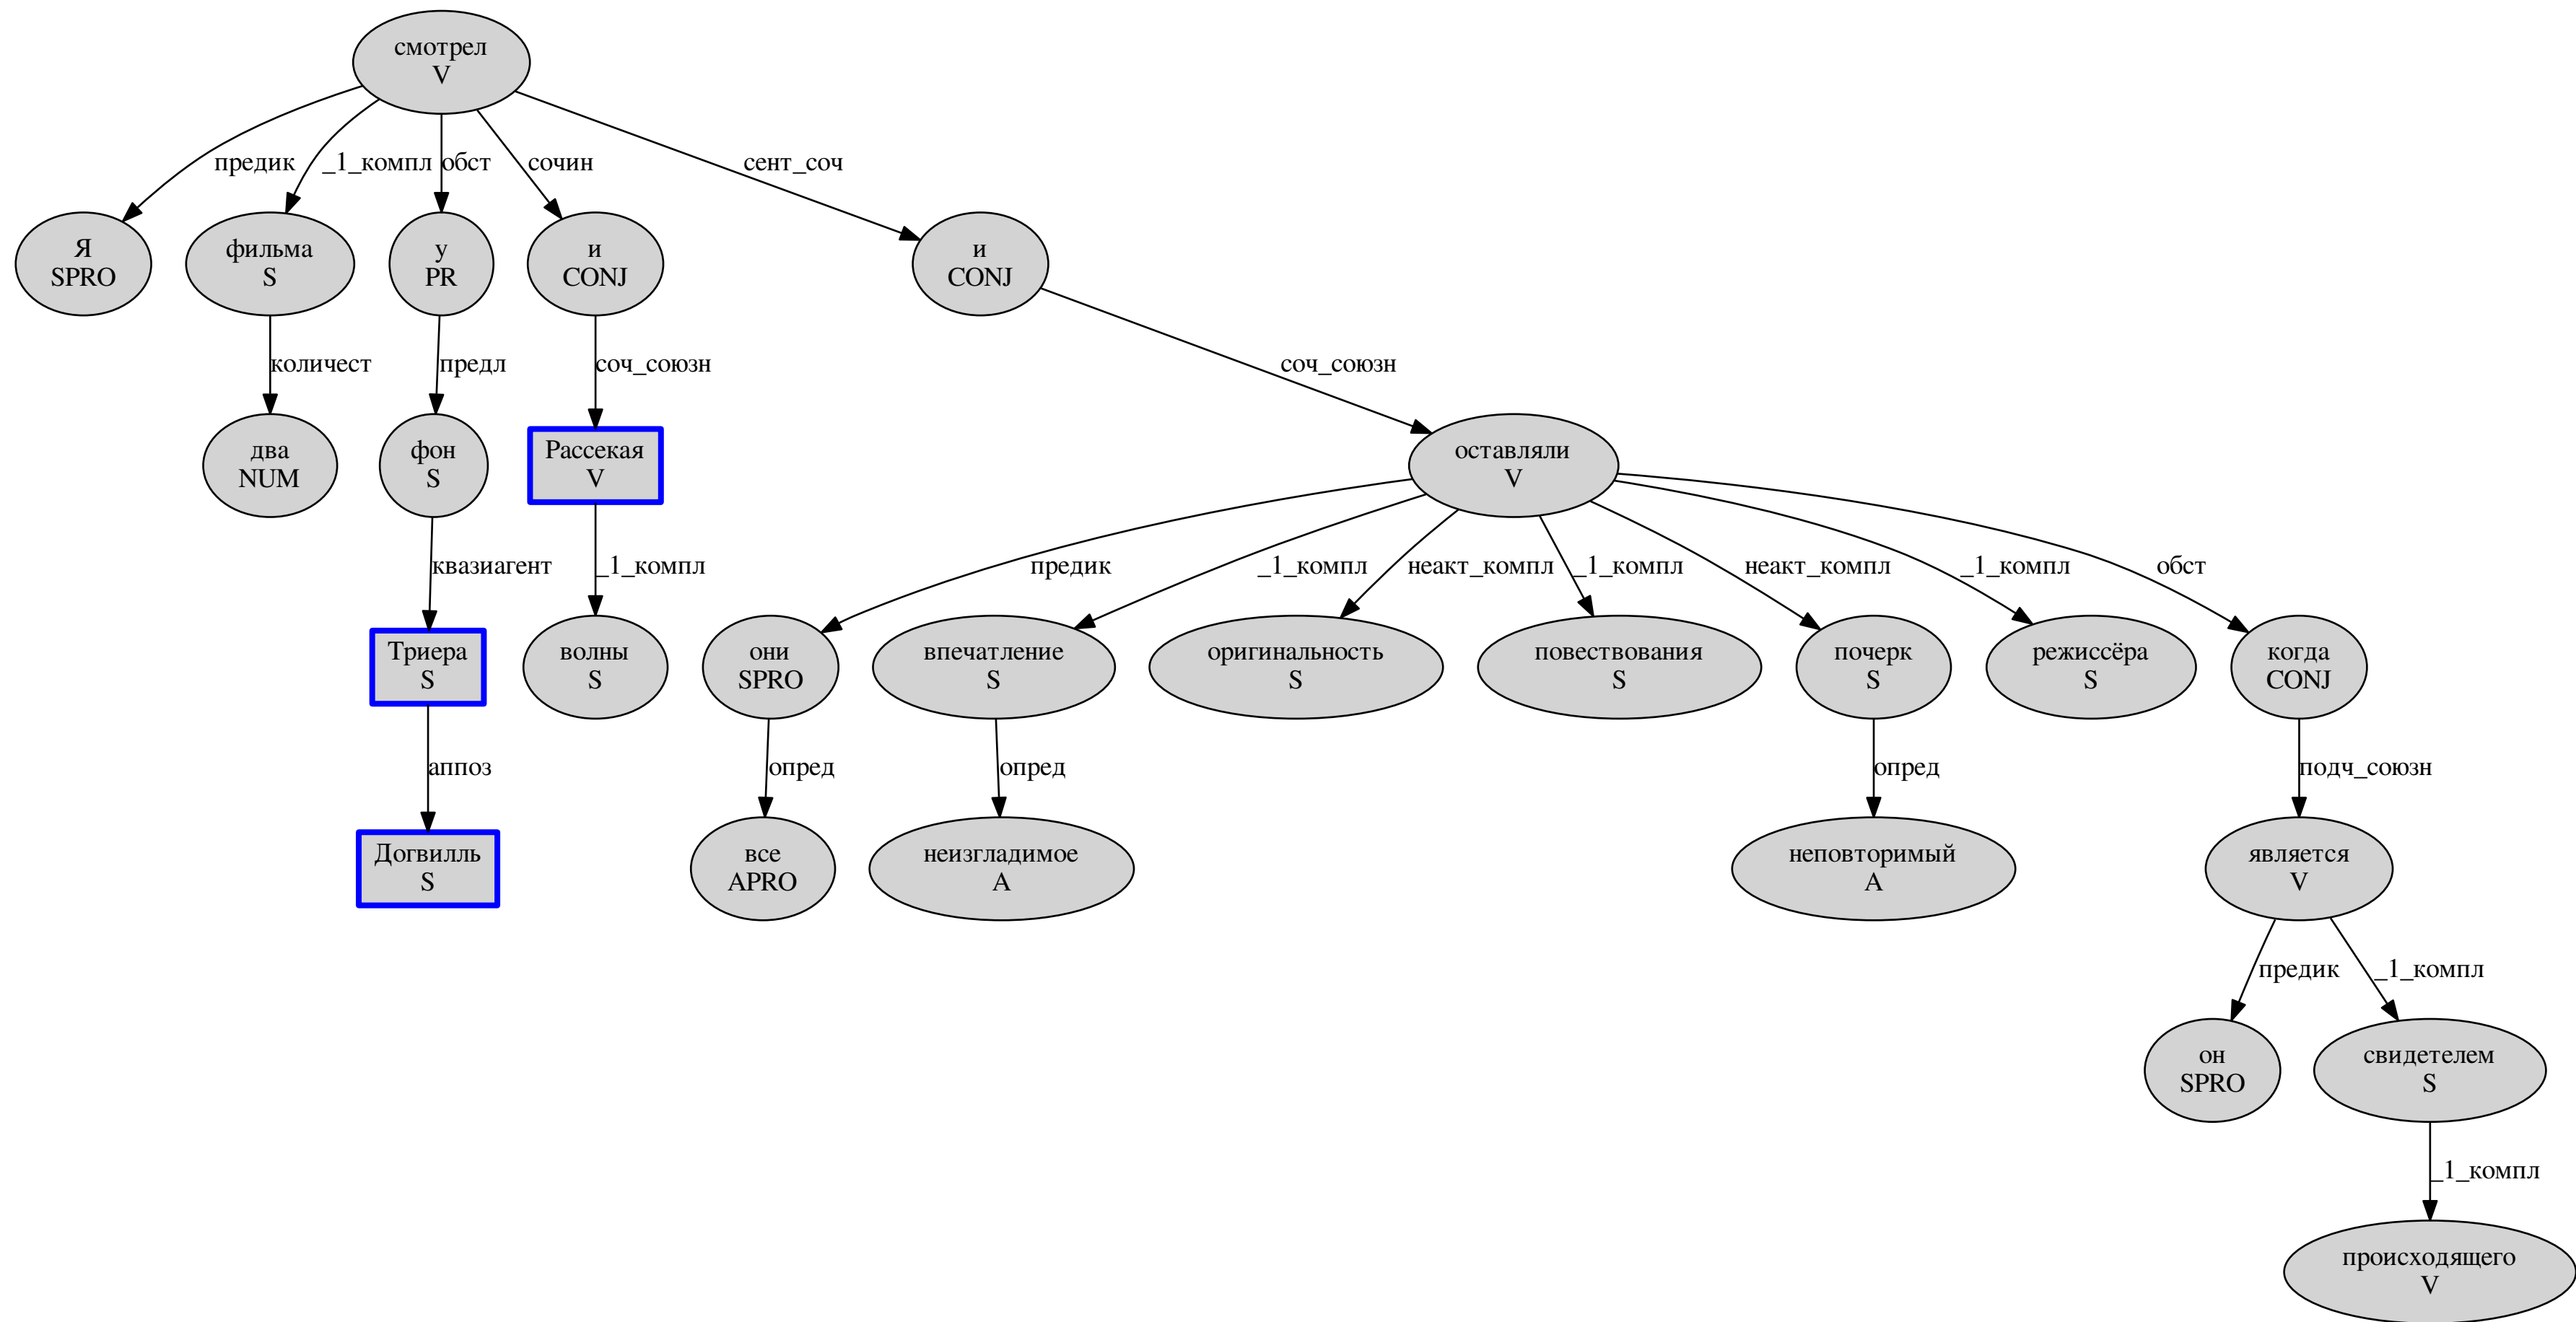 смотрел
V
предик
_1_компл
обст
сочин
сент_соч
Я
SPRO
фильма
S
у
PR
и
CONJ
и
CONJ
количест
предл
соч_союзн
соч_союзн
два
NUM
фон
S
Рассекая
V
оставляли
V
квазиагент
_1_компл
предик
_1_компл
неакт_компл
_1_компл
неакт_компл
_1_компл
обст
Триера
S
волны
S
они
SPRO
впечатление
S
оригинальность
S
повествования
S
почерк
S
режиссёра
S
когда
CONJ
аппоз
опред
опред
опред
подч_союзн
Догвилль
S
все
APRO
неизгладимое
A
неповторимый
A
является
V
предик
_1_компл
он
SPRO
свидетелем
S
_1_компл
происходящего
V